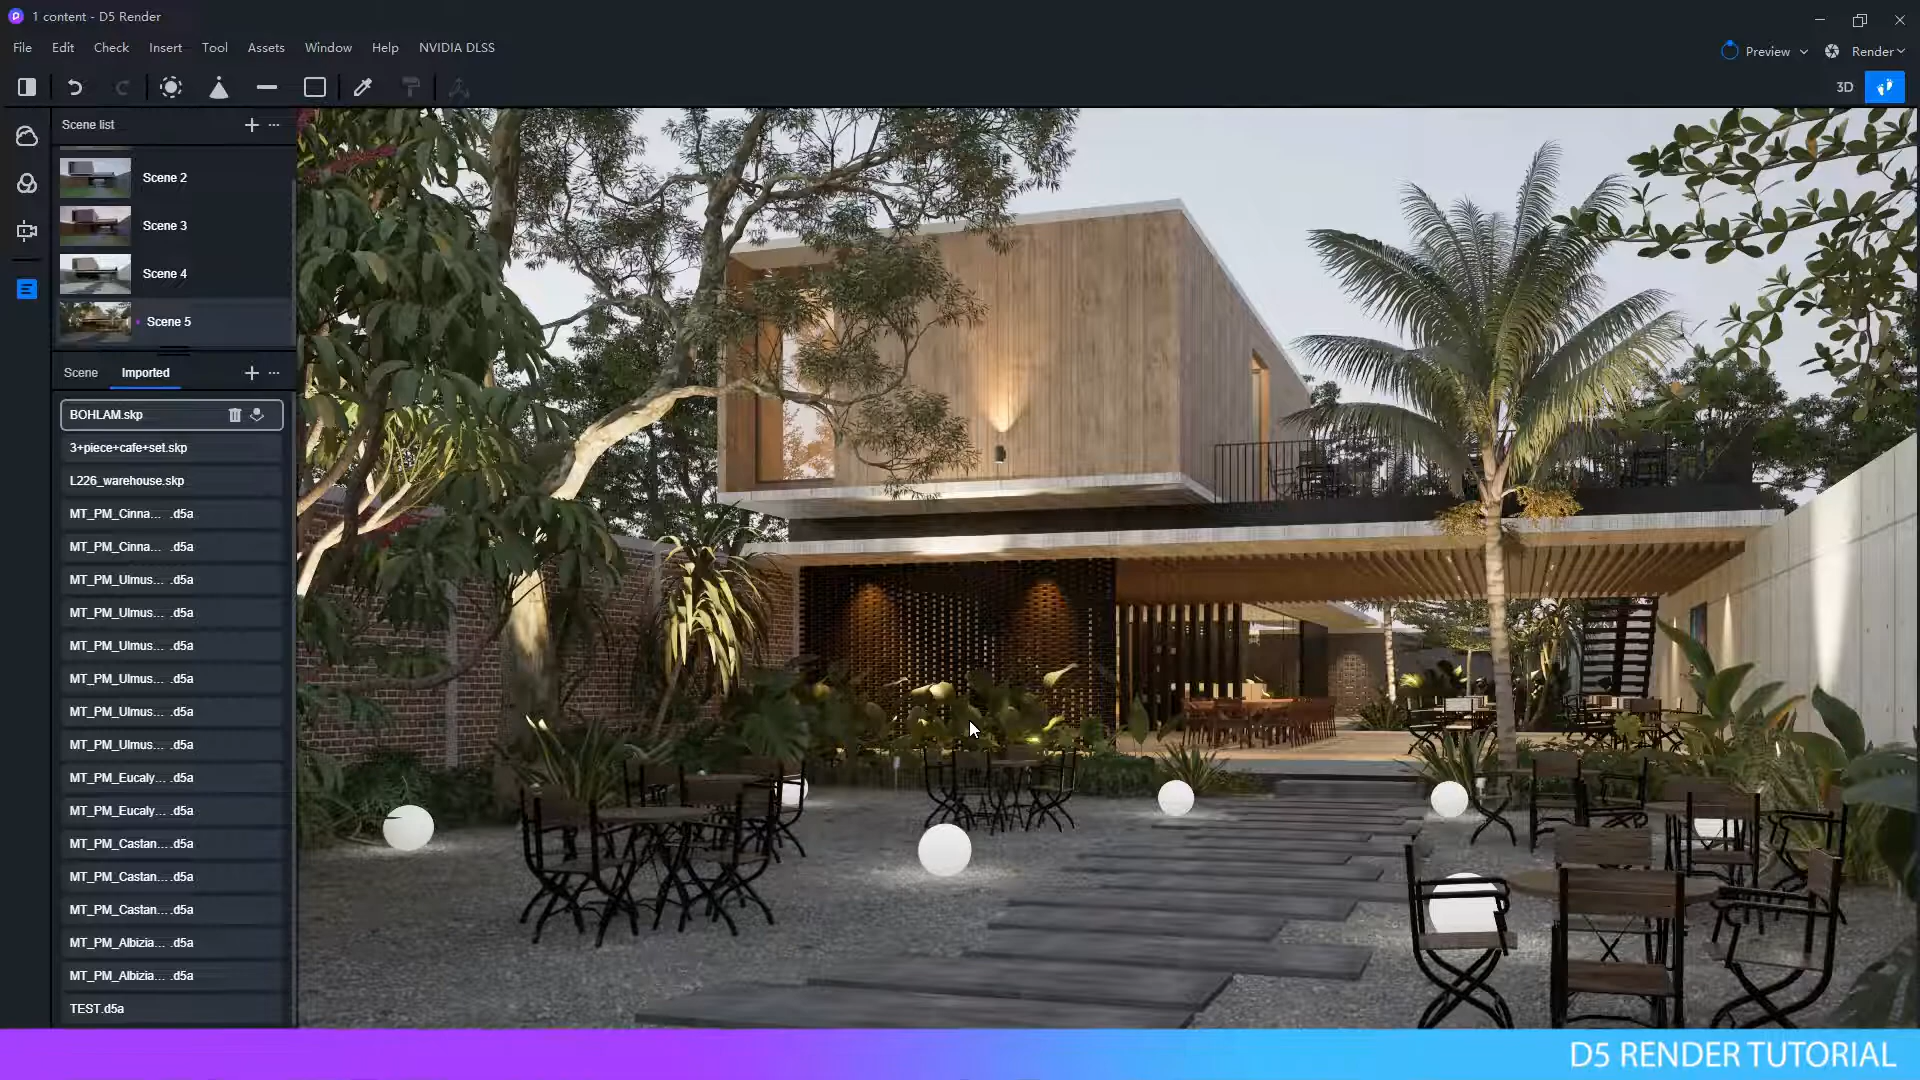 1 content - D5 Render
File Edit Check Insert Tool Assets Window Help NVIDIA DLSS
Preview Render
3D
Scene list
Scene 2
Scene 3
Scene 4
Scene 5
Scene Imported
BOHLAM.skp
3+piece+cafe+set.skp
L226_warehouse.skp
MT_PM_Cinna... .d5a
MT_PM_Cinna... .d5a
MT_PM_Ulmus... .d5a
MT_PM_Ulmus... .d5a
MT_PM_Ulmus... .d5a
MT_PM_Ulmus... .d5a
MT_PM_Ulmus... .d5a
MT_PM_Ulmus... .d5a
MT_PM_Eucaly... .d5a
MT_PM_Eucaly... .d5a
MT_PM_Castan... .d5a
MT_PM_Castan... .d5a
MT_PM_Castan... .d5a
MT_PM_Albizia... .d5a
MT_PM_Albizia... .d5a
TEST.d5a
D5 RENDER TUTORIAL